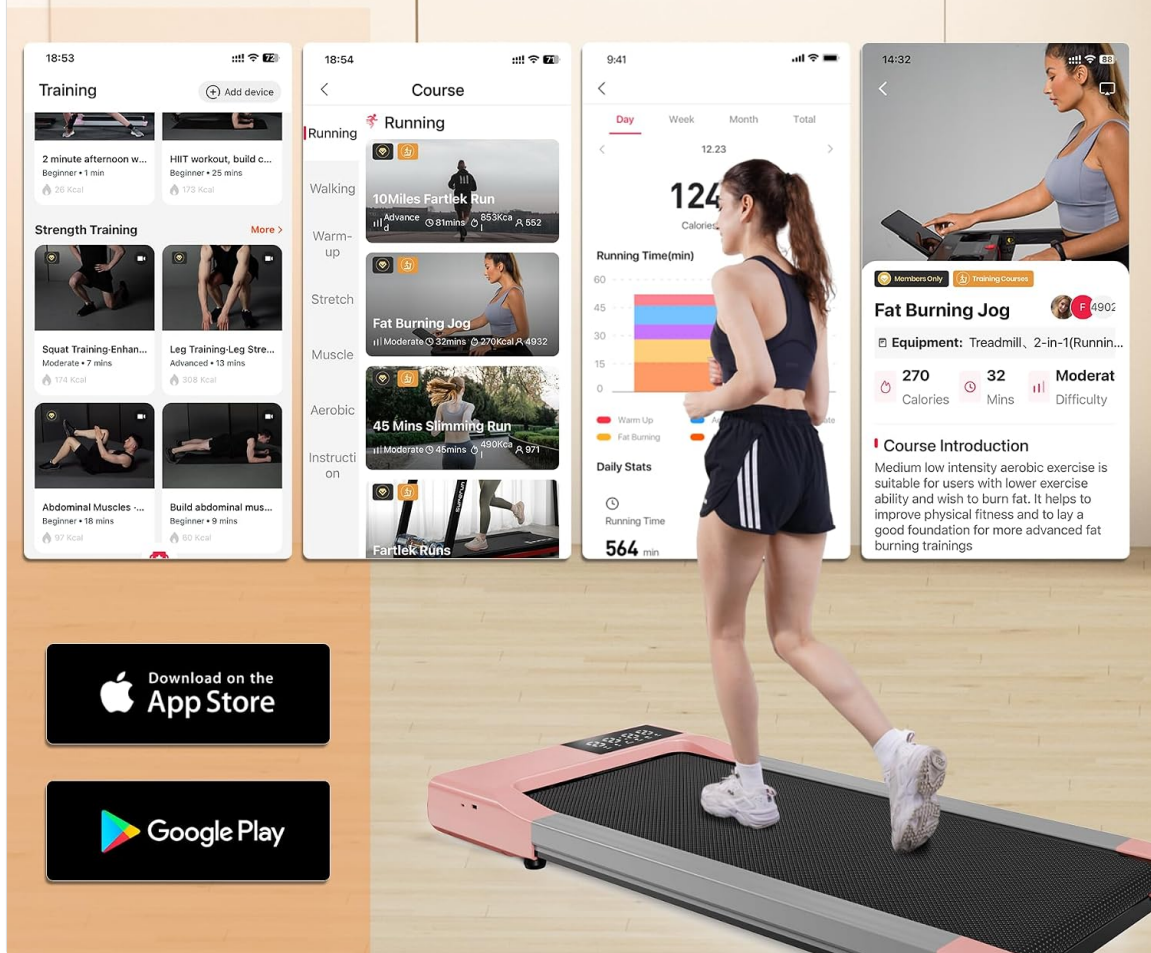 18:53
72
Training
Add device
2 minute afternoon w...
Beginner • 1 min
26 Kcal
HIIT workout, build c...
Beginner • 25 mins
173 Kcal
Strength Training
More >
Squat Training-Enhan...
Moderate • 7 mins
174 Kcal
Leg Training-Leg Stre...
Advanced • 13 mins
308 Kcal
Abdominal Muscles -...
Beginner • 18 mins
97 Kcal
Build abdominal mus...
Beginner • 9 mins
60 Kcal
18:54
71
Course
Running
Walking
Warm-
up
Stretch
Muscle
Aerobic
Instructi
on
Running
10Miles Fartlek Run
Advance
d
81mins
853Kca
l
552
Fat Burning Jog
Moderate
32mins
270Kcal
4932
45 Mins Slimming Run
Moderate
45mins
490Kca
l
971
Fartlek Runs
9:41
Day
Week
Month
Total
12.23
124
Calories
Running Time(min)
60
45
30
15
0
Warm Up
Fat Burning
Daily Stats
Running Time
564 min
14:32
88
Members Only
Training Courses
Fat Burning Jog
F
4902
Equipment: Treadmill、2-in-1(Runnin...
270
Calories
32
Mins
Moderat
Difficulty
Course Introduction
Medium low intensity aerobic exercise is
suitable for users with lower exercise
ability and wish to burn fat. It helps to
improve physical fitness and to lay a
good foundation for more advanced fat
burning trainings
Download on the
App Store
Google Play